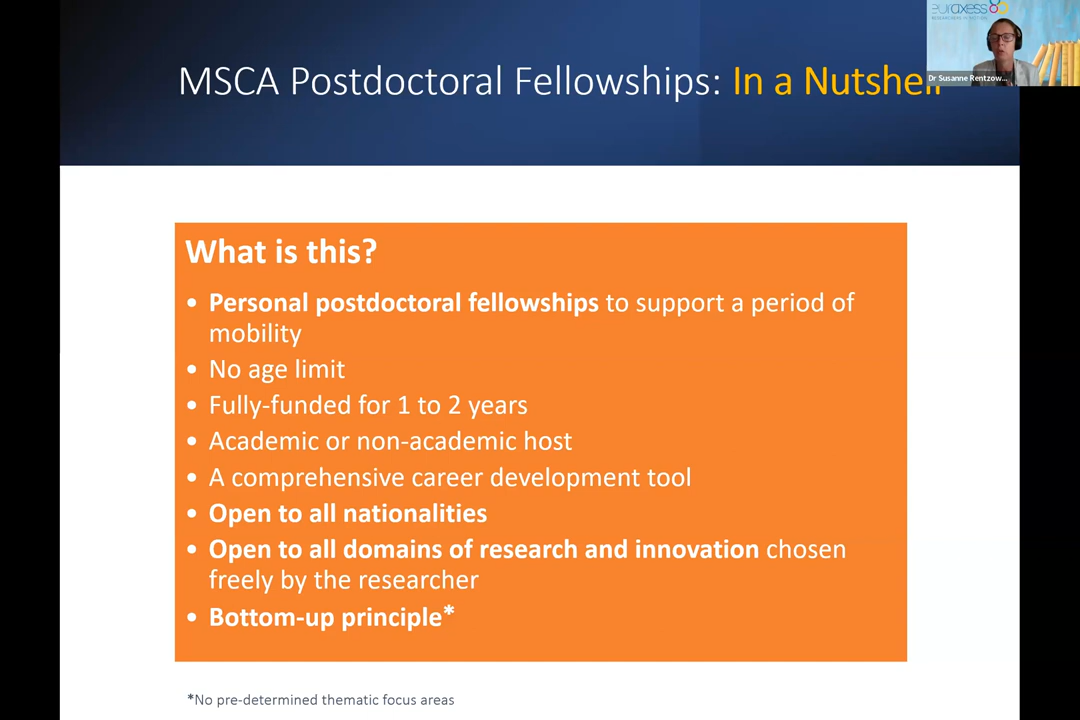 euraxess
RESEARCHERS IN MOTION
MSCA Postdoctoral Fellowships: In a Nutshell
Dr Susanne Rentzow...
What is this?
• Personal postdoctoral fellowships to support a period of
mobility
• No age limit
• Fully-funded for 1 to 2 years
• Academic or non-academic host
• A comprehensive career development tool
• Open to all nationalities
• Open to all domains of research and innovation chosen
freely by the researcher
• Bottom-up principle*
*No pre-determined thematic focus areas